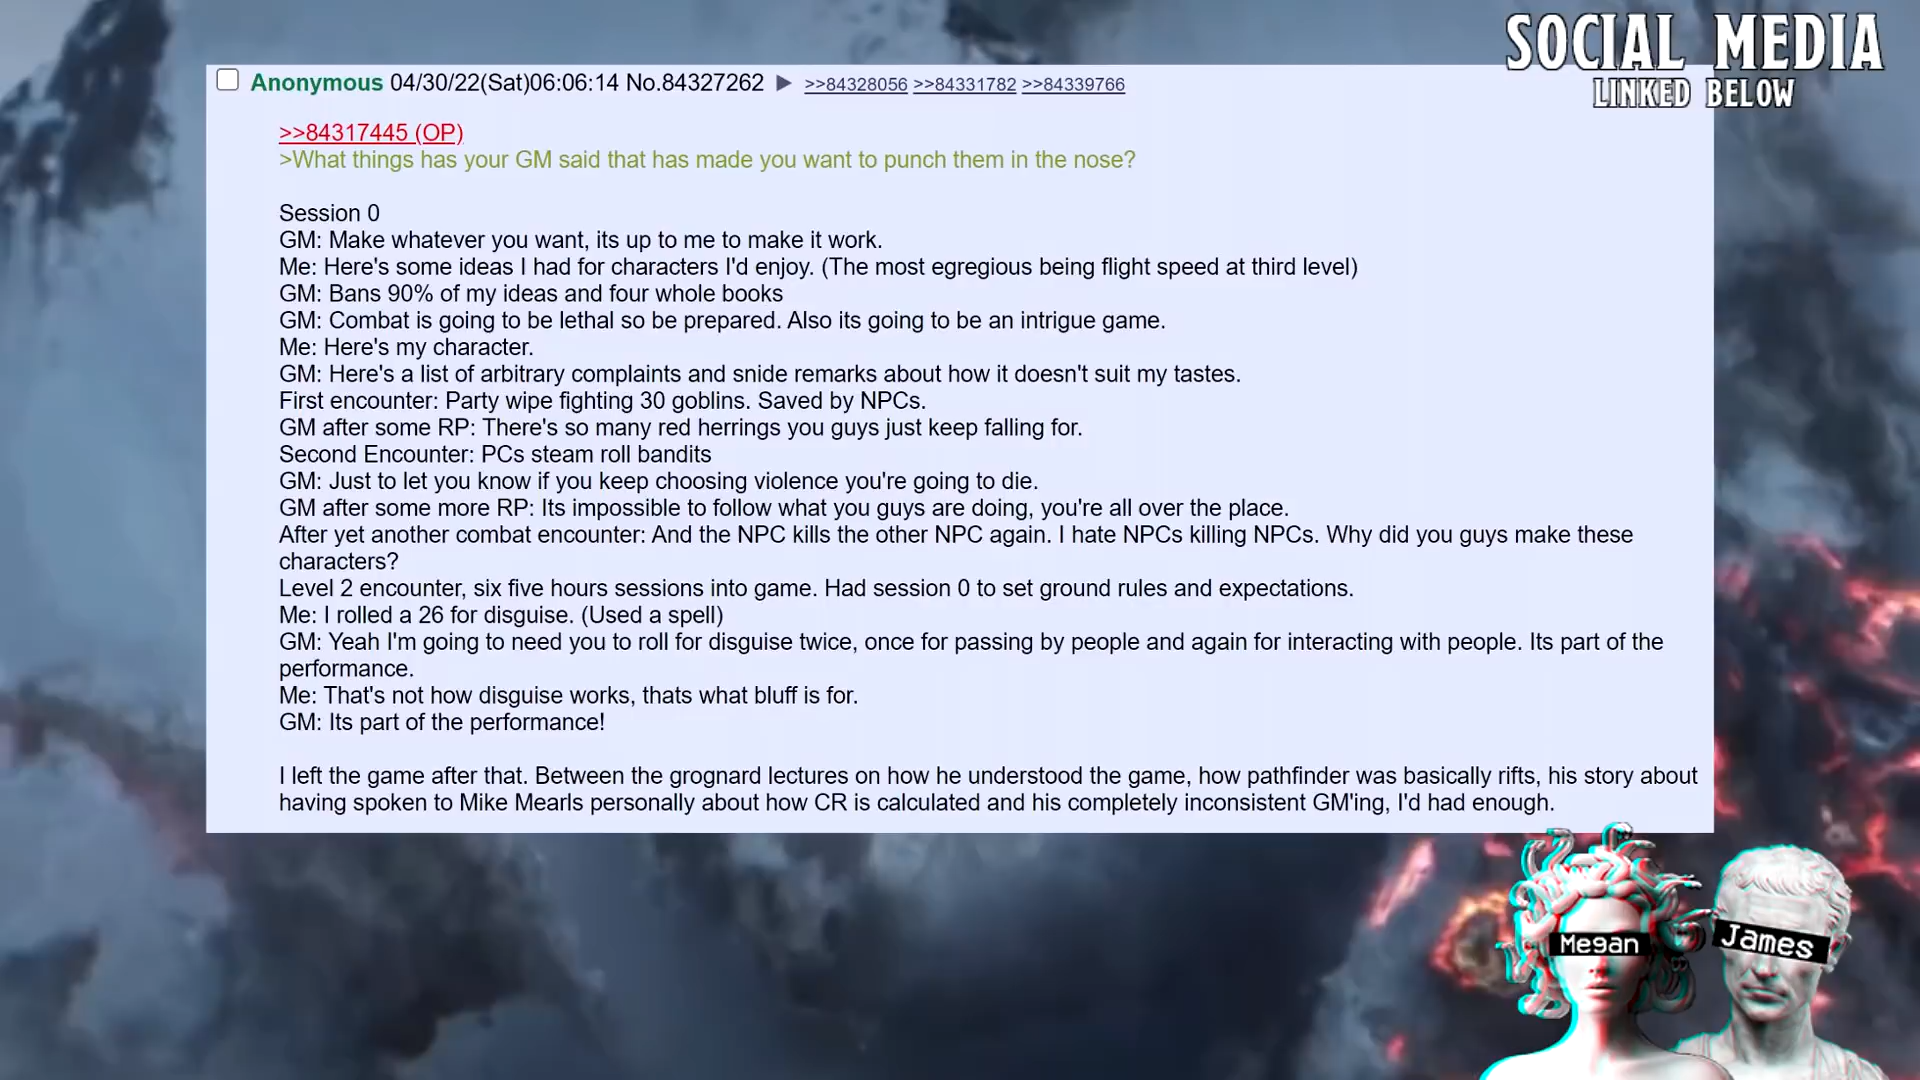 SOCIAL MEDIA
LINKED BELOW
Anonymous 04/30/22(Sat)06:06:14 No.84327262 ▶ >>84328056 >>84331782 >>84339766
>>84317445 (OP)
>What things has your GM said that has made you want to punch them in the nose?
Session 0
GM: Make whatever you want, its up to me to make it work.
Me: Here's some ideas I had for characters I'd enjoy. (The most egregious being flight speed at third level)
GM: Bans 90% of my ideas and four whole books
GM: Combat is going to be lethal so be prepared. Also its going to be an intrigue game.
Me: Here's my character.
GM: Here's a list of arbitrary complaints and snide remarks about how it doesn't suit my tastes.
First encounter: Party wipe fighting 30 goblins. Saved by NPCs.
GM after some RP: There's so many red herrings you guys just keep falling for.
Second Encounter: PCs steam roll bandits
GM: Just to let you know if you keep choosing violence you're going to die.
GM after some more RP: Its impossible to follow what you guys are doing, you're all over the place.
After yet another combat encounter: And the NPC kills the other NPC again. I hate NPCs killing NPCs. Why did you guys make these
characters?
Level 2 encounter, six five hours sessions into game. Had session 0 to set ground rules and expectations.
Me: I rolled a 26 for disguise. (Used a spell)
GM: Yeah I'm going to need you to roll for disguise twice, once for passing by people and again for interacting with people. Its part of the
performance.
Me: That's not how disguise works, thats what bluff is for.
GM: Its part of the performance!
I left the game after that. Between the grognard lectures on how he understood the game, how pathfinder was basically rifts, his story about
having spoken to Mike Mearls personally about how CR is calculated and his completely inconsistent GM'ing, I'd had enough.
Megan
James